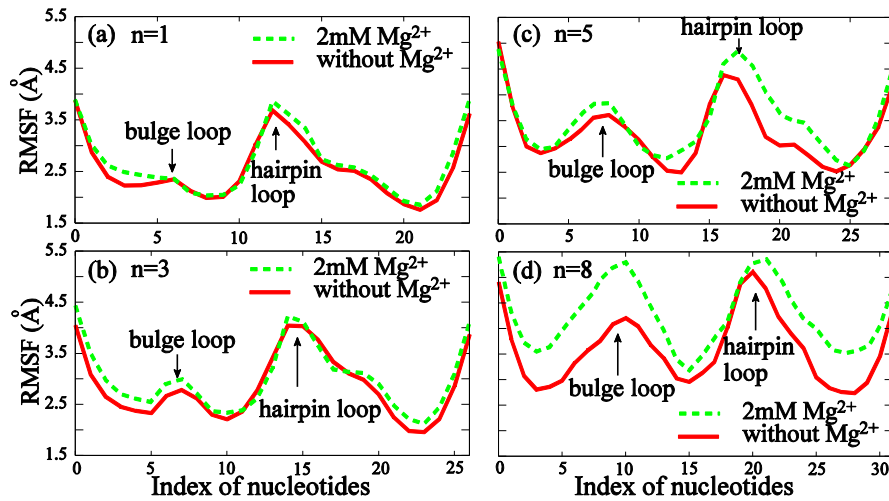 (a) n=1
2mM Mg²⁺
without Mg²⁺
bulge loop
hairpin
loop
RMSF (Å)
5.5
4.5
3.5
2.5
1.5
0 5 10 15 20
(c) n=5
hairpin loop
bulge loop
2mM Mg²⁺
without Mg²⁺
0 5 10 15 20 25
(b) n=3
2mM Mg²⁺
without Mg²⁺
bulge loop
hairpin loop
RMSF (Å)
5.5
4.5
3.5
2.5
1.5
0 5 10 15 20 25
Index of nucleotides
(d) n=8
bulge loop
hairpin
loop
2mM Mg²⁺
without Mg²⁺
0 5 10 15 20 25 30
Index of nucleotides